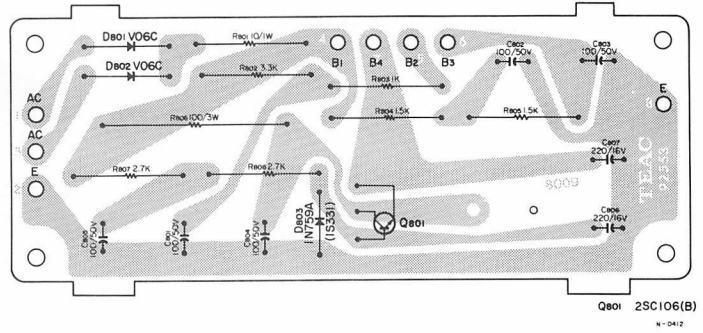 D801 V06C
R801 10/1W
D802 V06C
R802 3.3K
B1 B4 B2 B3
C802
100/50V
C803
100/50V
R803 1K
AC
E
R806 100/3W
R804 1.5K
R805 1.5K
AC
E
C807
220/16V
R807 2.7K
R808 2.7K
8009
TEAC
92553
C805
100/50V
C801
100/50V
C804
100/50V
D803
1N759A
(1S331)
Q801
C806
220/16V
Q801 2SC106(B)
N-0412